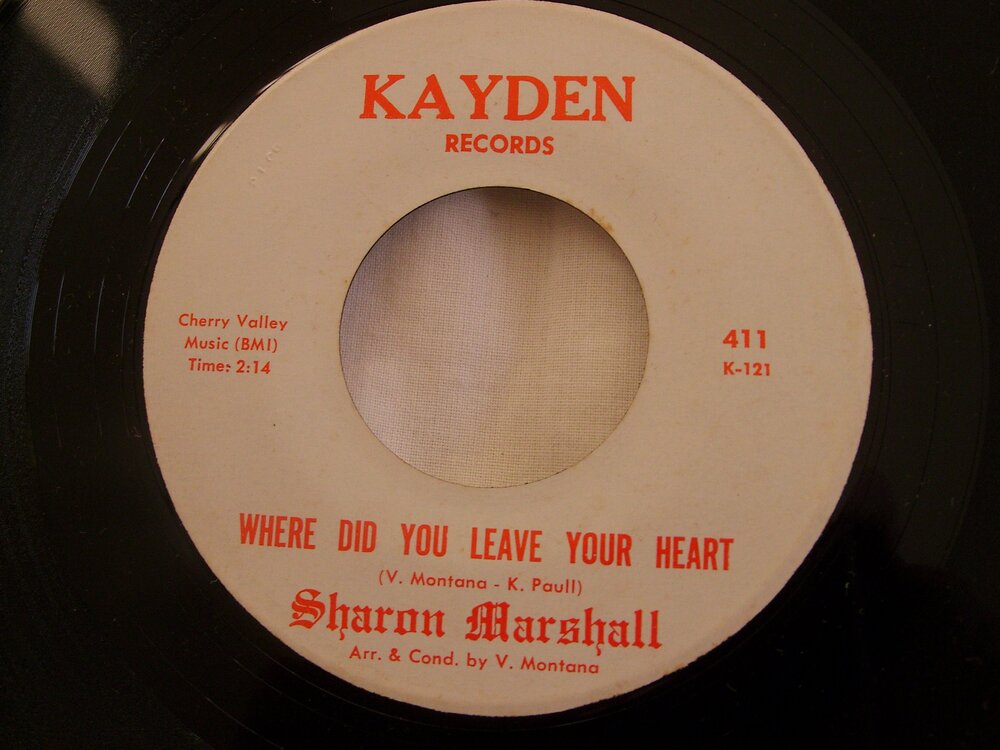 KAYDEN
RECORDS
Cherry Valley
Music (BMI)
Time: 2:14
411
K-121
WHERE DID YOU LEAVE YOUR HEART
(V. Montana - K. Paull)
Sharon Marshall
Arr. & Cond. by V. Montana